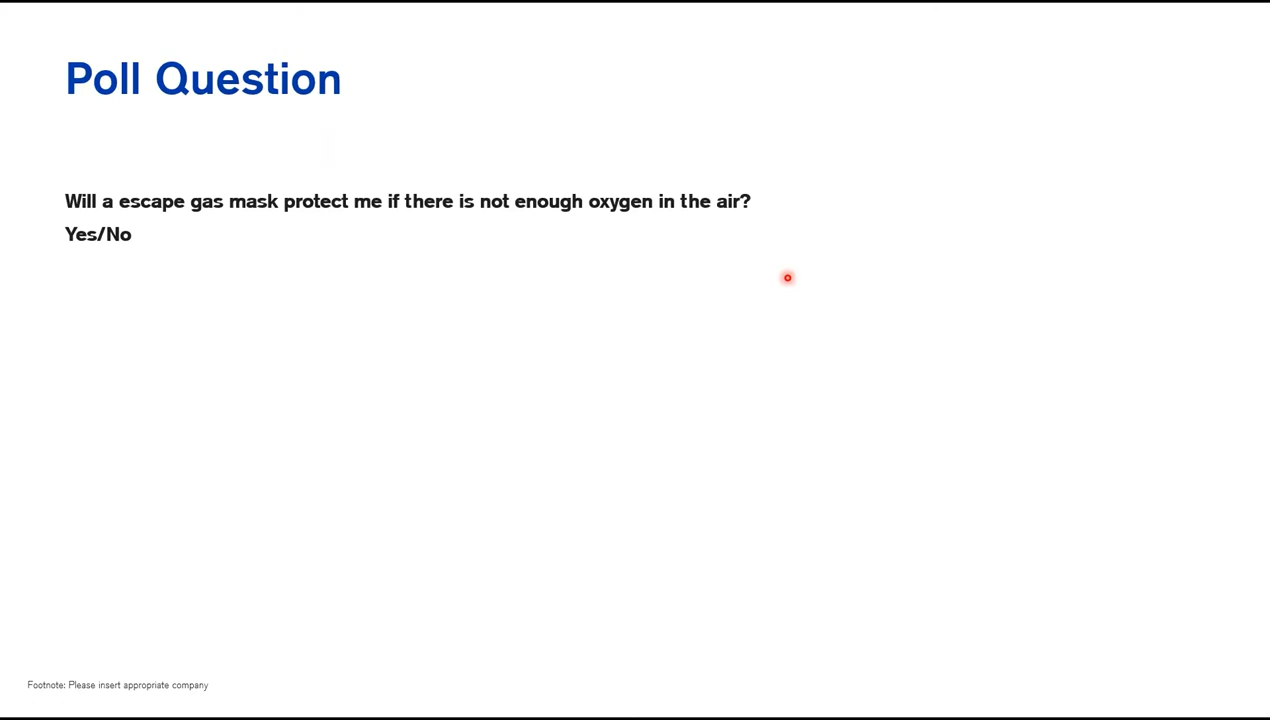 Poll Question
Will a escape gas mask protect me if there is not enough oxygen in the air?
Yes/No
Footnote: Please insert appropriate company